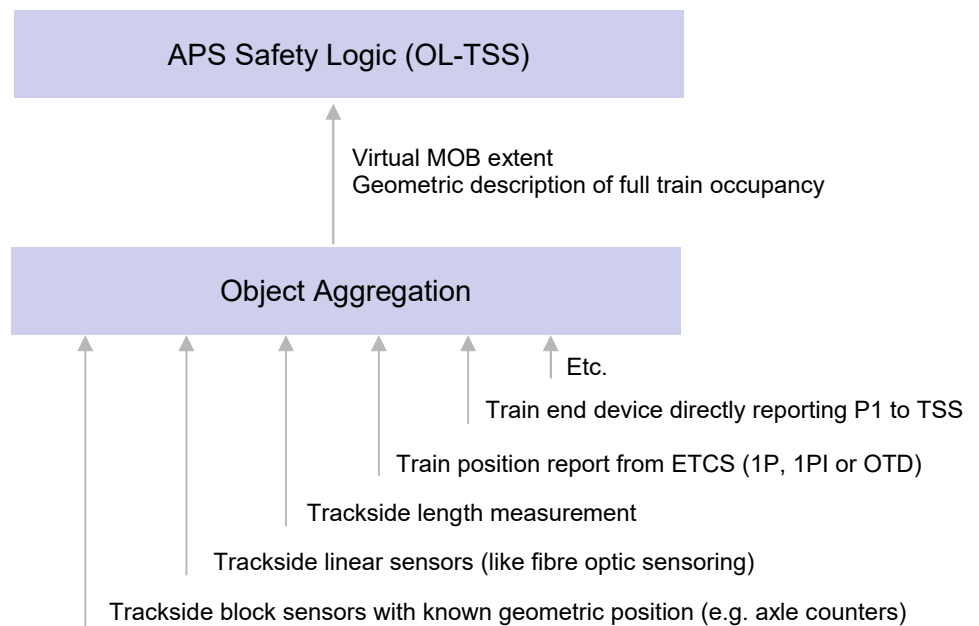 APS Safety Logic (OL-TSS)
Virtual MOB extent
Geometric description of full train occupancy
Object Aggregation
Etc.
Train end device directly reporting P1 to TSS
Train position report from ETCS (1P, 1PI or OTD)
Trackside length measurement
Trackside linear sensors (like fibre optic sensoring)
Trackside block sensors with known geometric position (e.g. axle counters)